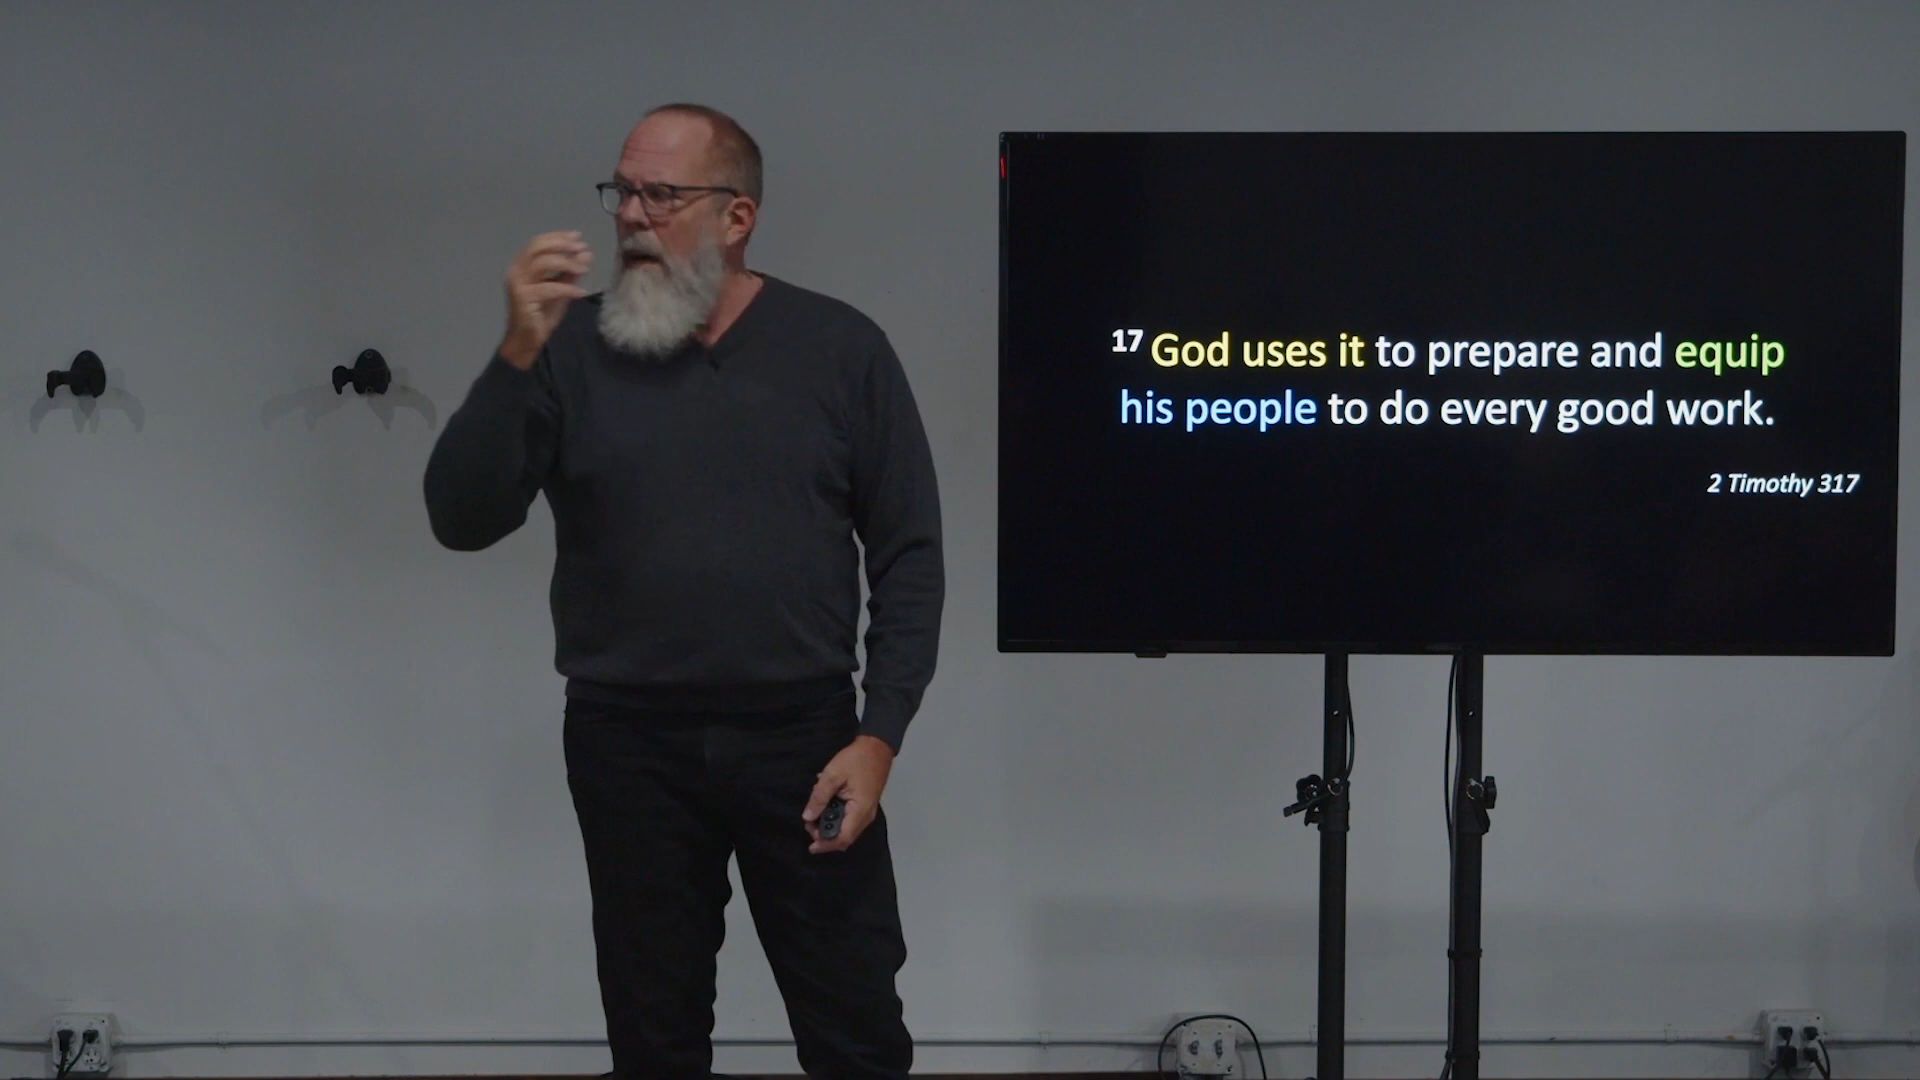 17 God uses it to prepare and equip
his people to do every good work.
2 Timothy 317